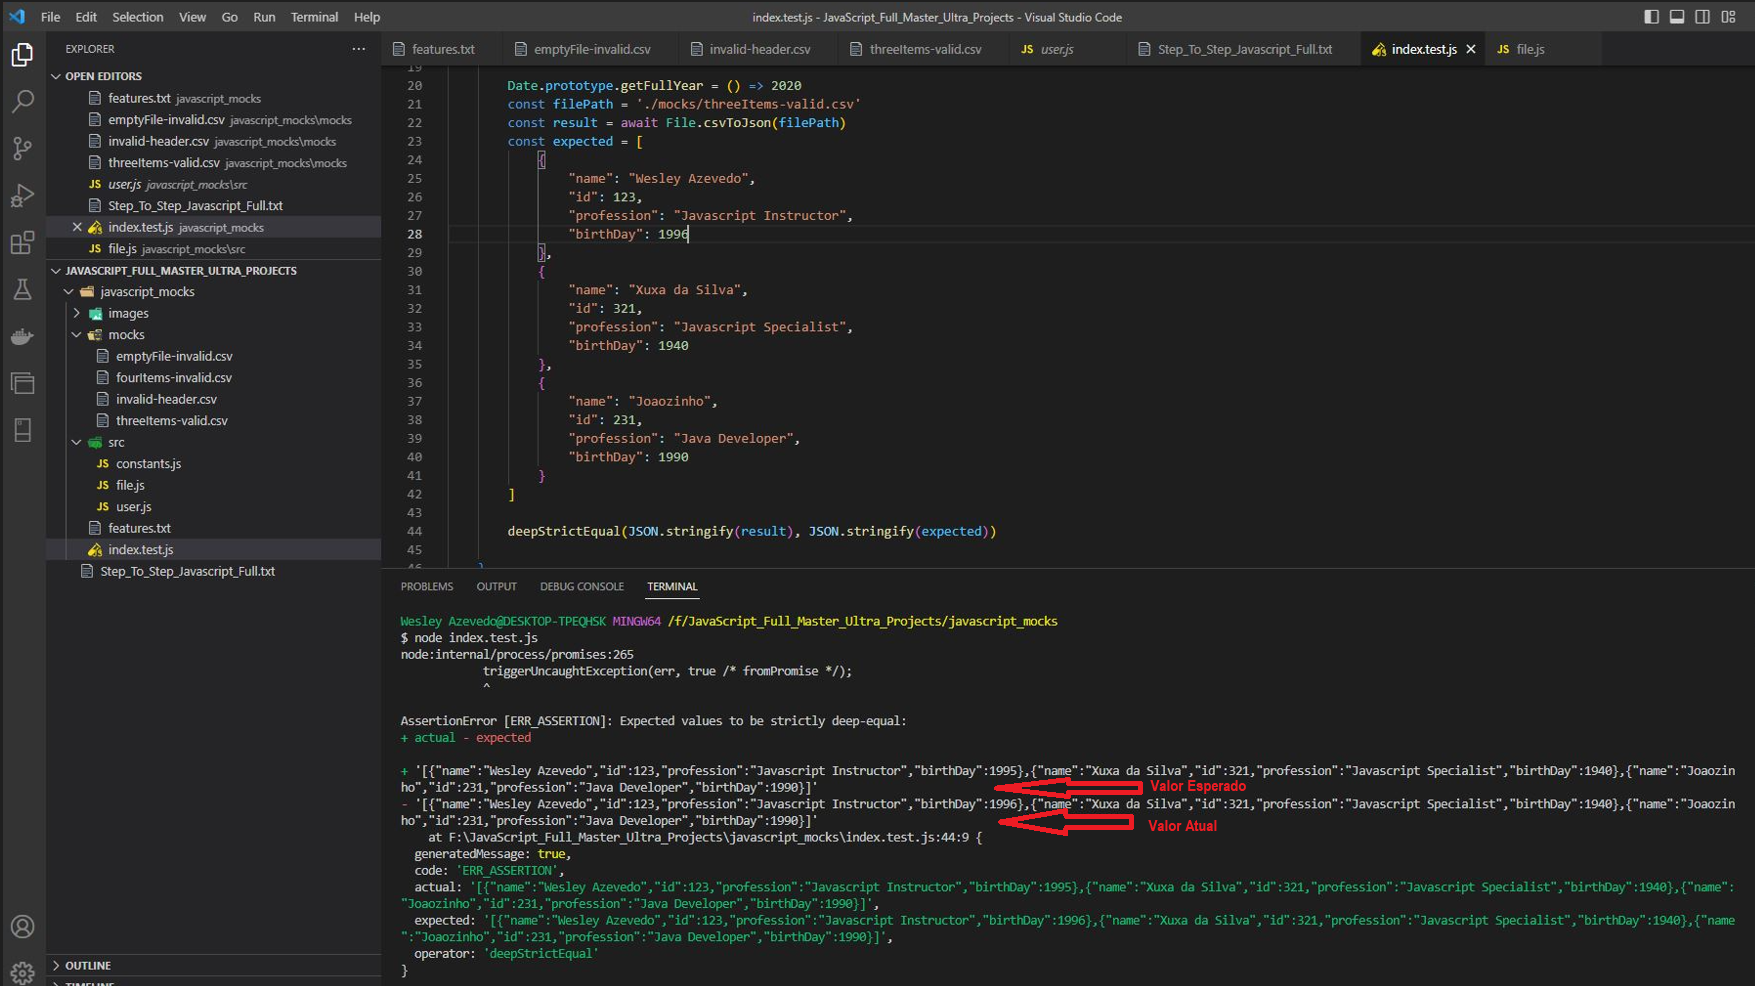 File Edit Selection View Go Run Terminal Help
index.test.js - JavaScript_Full_Master_Ultra_Projects - Visual Studio Code
EXPLORER ...
features.txt
emptyFile-invalid.csv
invalid-header.csv
threeItems-valid.csv
JS user.js
Step_To_Step_Javascript_Full.txt
index.test.js
JS file.js
OPEN EDITORS
features.txt javascript_mocks
emptyFile-invalid.csv javascript_mocks\mocks
invalid-header.csv javascript_mocks\mocks
threeItems-valid.csv javascript_mocks\mocks
JS user.js javascript_mocks\src
Step_To_Step_Javascript_Full.txt
index.test.js javascript_mocks
JS file.js javascript_mocks\src
JAVASCRIPT_FULL_MASTER_ULTRA_PROJECTS
javascript_mocks
images
mocks
emptyFile-invalid.csv
fourItems-invalid.csv
invalid-header.csv
threeItems-valid.csv
src
JS constants.js
JS file.js
JS user.js
features.txt
index.test.js
Step_To_Step_Javascript_Full.txt
OUTLINE
TIMELINE
19
20 Date.prototype.getFullYear = () => 2020
21 const filePath = './mocks/threeItems-valid.csv'
22 const result = await File.csvToJson(filePath)
23 const expected = [
24 {
25 "name": "Wesley Azevedo",
26 "id": 123,
27 "profession": "Javascript Instructor",
28 "birthDay": 1996
29 },
30 {
31 "name": "Xuxa da Silva",
32 "id": 321,
33 "profession": "Javascript Specialist",
34 "birthDay": 1940
35 },
36 {
37 "name": "Joaozinho",
38 "id": 231,
39 "profession": "Java Developer",
40 "birthDay": 1990
41 }
42 ]
43
44 deepStrictEqual(JSON.stringify(result), JSON.stringify(expected))
45
46 }
PROBLEMS OUTPUT DEBUG CONSOLE TERMINAL
Wesley Azevedo@DESKTOP-TPEQHSK MINGW64 /f/JavaScript_Full_Master_Ultra_Projects/javascript_mocks
$ node index.test.js
node:internal/process/promises:265
triggerUncaughtException(err, true /* fromPromise */);
^
AssertionError [ERR_ASSERTION]: Expected values to be strictly deep-equal:
+ actual - expected
+ '[{"name":"Wesley Azevedo","id":123,"profession":"Javascript Instructor","birthDay":1995},{"name":"Xuxa da Silva","id":321,"profession":"Javascript Specialist","birthDay":1940},{"name":"Joaozin
ho","id":231,"profession":"Java Developer","birthDay":1990}]'
Valor Esperado
- '[{"name":"Wesley Azevedo","id":123,"profession":"Javascript Instructor","birthDay":1996},{"name":"Xuxa da Silva","id":321,"profession":"Javascript Specialist","birthDay":1940},{"name":"Joaozin
ho","id":231,"profession":"Java Developer","birthDay":1990}]'
Valor Atual
at F:\JavaScript_Full_Master_Ultra_Projects\javascript_mocks\index.test.js:44:9 {
generatedMessage: true,
code: 'ERR_ASSERTION',
actual: '[{"name":"Wesley Azevedo","id":123,"profession":"Javascript Instructor","birthDay":1995},{"name":"Xuxa da Silva","id":321,"profession":"Javascript Specialist","birthDay":1940},{"name":
"Joaozinho","id":231,"profession":"Java Developer","birthDay":1990}]',
expected: '[{"name":"Wesley Azevedo","id":123,"profession":"Javascript Instructor","birthDay":1996},{"name":"Xuxa da Silva","id":321,"profession":"Javascript Specialist","birthDay":1940},{"name
":"Joaozinho","id":231,"profession":"Java Developer","birthDay":1990}]',
operator: 'deepStrictEqual'
}